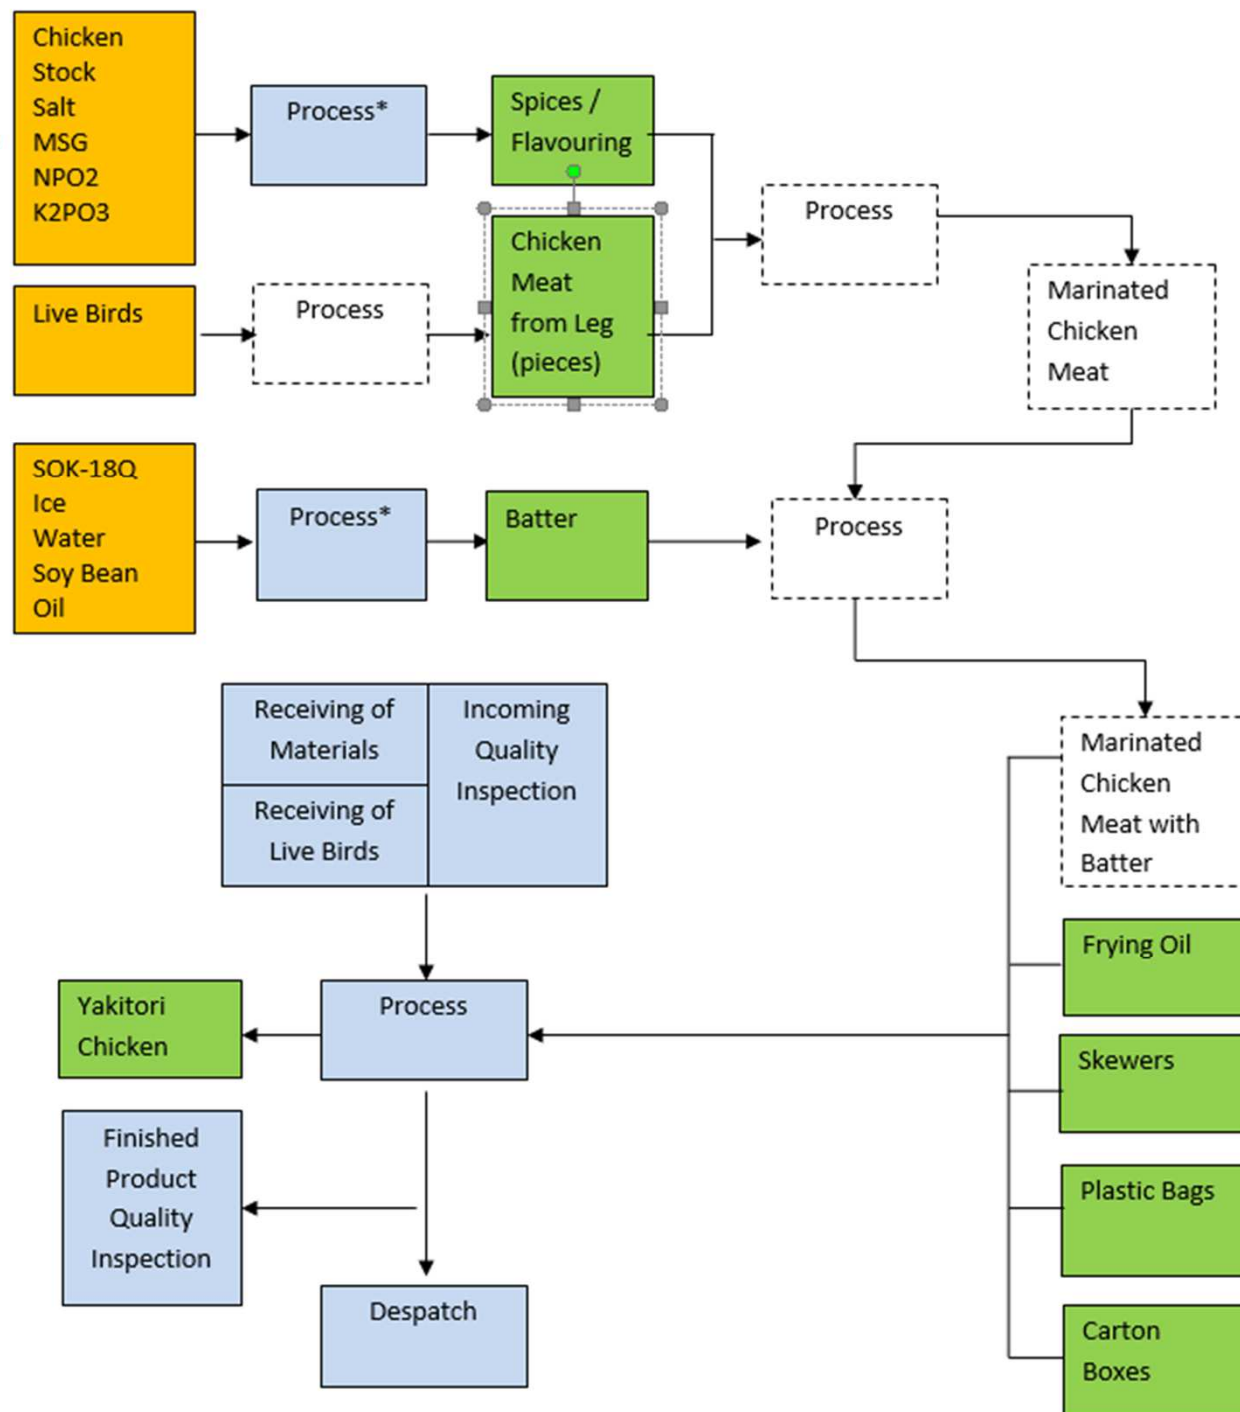 Chicken
Stock
Salt
MSG
NPO2
K2PO3
Process*
Spices /
Flavouring
Process
Live Birds
Process
Chicken
Meat
from Leg
(pieces)
Marinated
Chicken
Meat
SOK-18Q
Ice
Water
Soy Bean
Oil
Process*
Batter
Process
Receiving of
Materials
Incoming
Quality
Inspection
Receiving of
Live Birds
Marinated
Chicken
Meat with
Batter
Frying Oil
Yakitori
Chicken
Process
Skewers
Finished
Product
Quality
Inspection
Plastic Bags
Despatch
Carton
Boxes